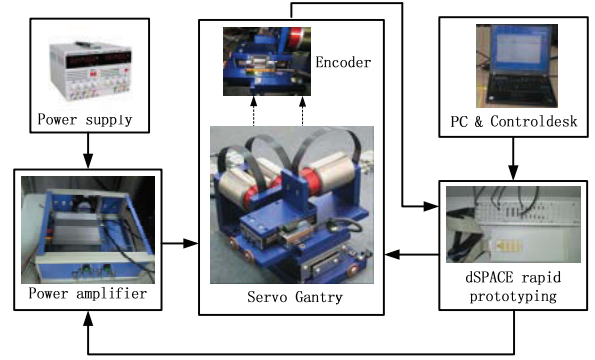 Encoder
Power supply
PC & Controldesk
Power amplifier
Servo Gantry
dSPACE rapid
prototyping